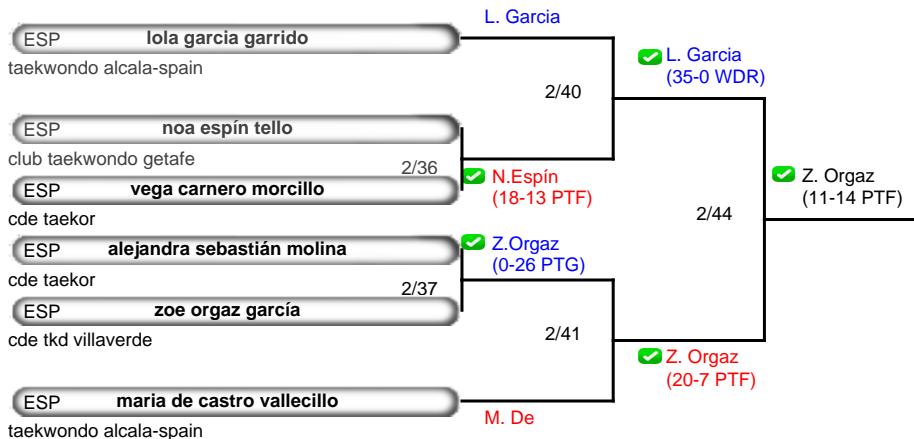 L. Garcia
ESP lola garcia garrido
taekwondo alcala-spain
L. Garcia
(35-0 WDR)
2/40
ESP noa espín tello
club taekwondo getafe
2/36
N.Espín
(18-13 PTF)
ESP vega carnero morcillo
cde taekor
Z. Orgaz
(11-14 PTF)
2/44
ESP alejandra sebastián molina
cde taekor
Z.Orgaz
(0-26 PTG)
2/37
ESP zoe orgaz garcía
cde tkd villaverde
2/41
Z. Orgaz
(20-7 PTF)
ESP maria de castro vallecillo
M. De
taekwondo alcala-spain